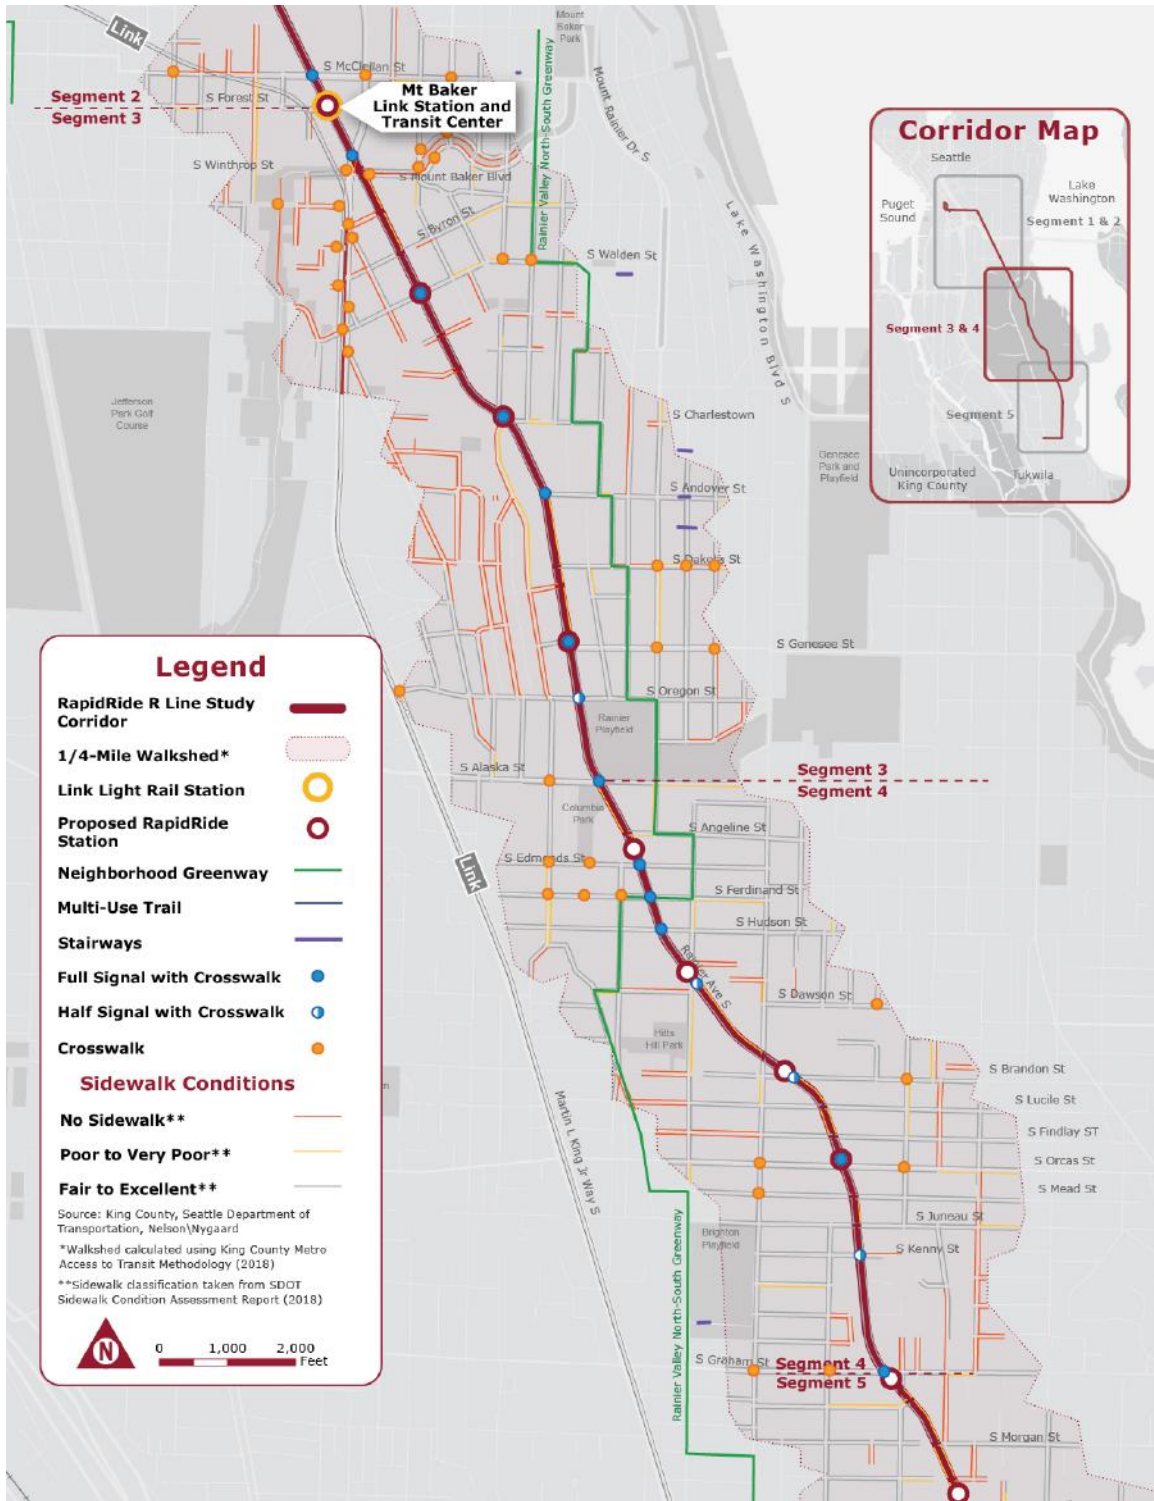 Link
Mount
Baker
Park
S McClellan St
Segment 2
Segment 3
S Forest St
Mt Baker
Link Station and
Transit Center
Rainier Valley North-South Greenway
Mount Rainier Dr S
S Winthrop St
S Mount Baker Blvd
S Byron St
S Walden St
Lake Washington Blvd S
Jefferson
Park Golf
Course
S Charlestown
Genesee
Park and
Playfield
S Andover St
S Dakota St
S Genesee St
S Oregon St
Rainier
Playfield
S Alaska St
Segment 3
Segment 4
Columbia
Park
S Angeline St
S Edmonds St
Link
S Ferdinand St
S Hudson St
Rainier Ave S
S Dawson St
Hitts
Hill Park
S Brandon St
S Lucile St
Martin L King Jr Way S
S Findlay ST
S Orcas St
S Mead St
S Juneau St
Brighton
Playfield
S Kenny St
Rainier Valley North-South Greenway
S Graham St
Segment 4
Segment 5
S Morgan St
Corridor Map
Seattle
Lake
Washington
Puget
Sound
Segment 1 & 2
Segment 3 & 4
Segment 5
Unincorporated
King County
Tukwila
Legend
RapidRide R Line Study
Corridor
1/4-Mile Walkshed*
Link Light Rail Station
Proposed RapidRide
Station
Neighborhood Greenway
Multi-Use Trail
Stairways
Full Signal with Crosswalk
Half Signal with Crosswalk
Crosswalk
Sidewalk Conditions
No Sidewalk**
Poor to Very Poor**
Fair to Excellent**
Source: King County, Seattle Department of
Transportation, Nelson\Nygaard
*Walkshed calculated using King County Metro
Access to Transit Methodology (2018)
**Sidewalk classification taken from SDOT
Sidewalk Condition Assessment Report (2018)
N
0 1,000 2,000
Feet